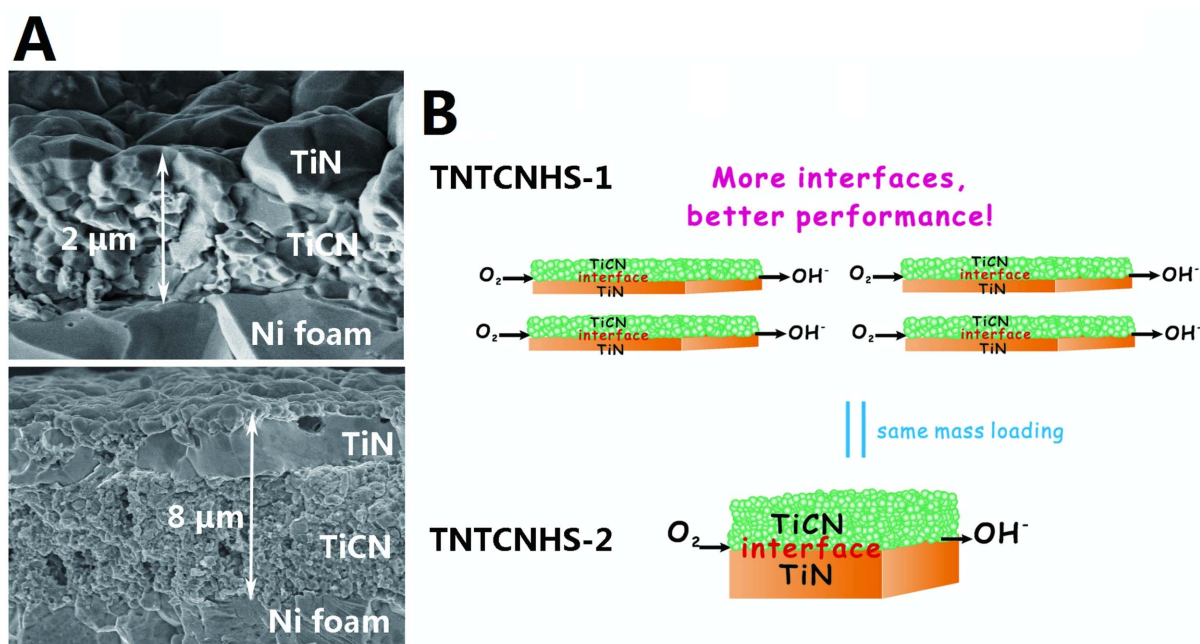 A
TiN
2 μm
TiCN
Ni foam
TiN
8 μm
TiCN
Ni foam
B
TNTCNHS-1
More interfaces,
better performance!
O₂ TiCN OH⁻
interface
TiN
O₂ TiCN OH⁻
interface
TiN
O₂ TiCN OH⁻
interface
TiN
O₂ TiCN OH⁻
interface
TiN
same mass loading
TNTCNHS-2
O₂ TiCN OH⁻
interface
TiN